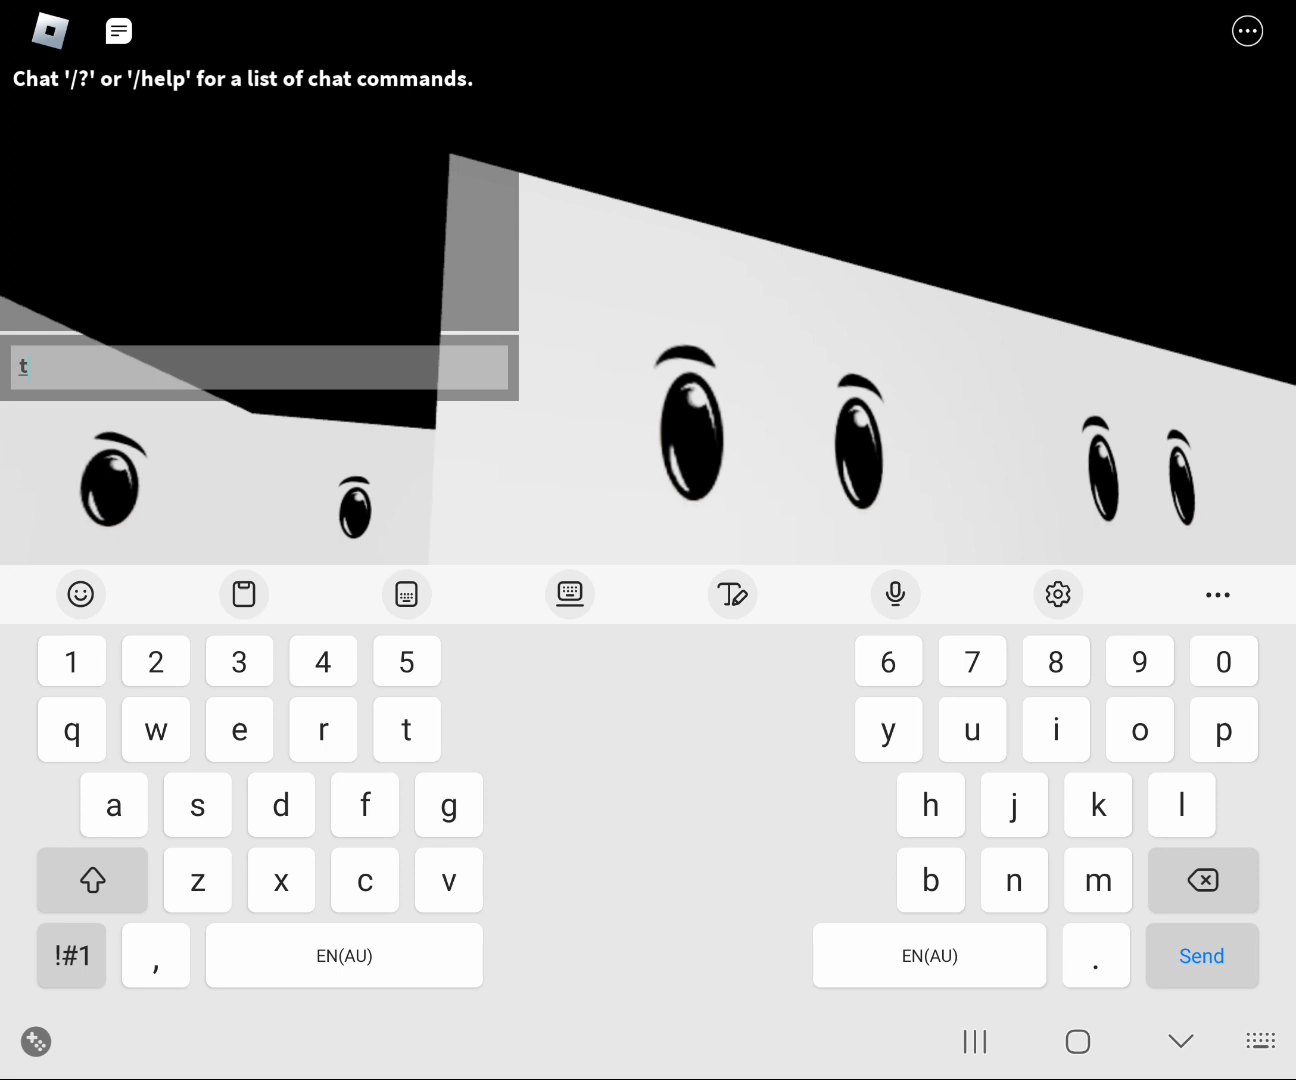 Chat '/?' or '/help' for a list of chat commands.
t
1 2 3 4 5 6 7 8 9 0
q w e r t y u i o p
a s d f g h j k l
z x c v b n m
!#1 , EN(AU) EN(AU) . Send